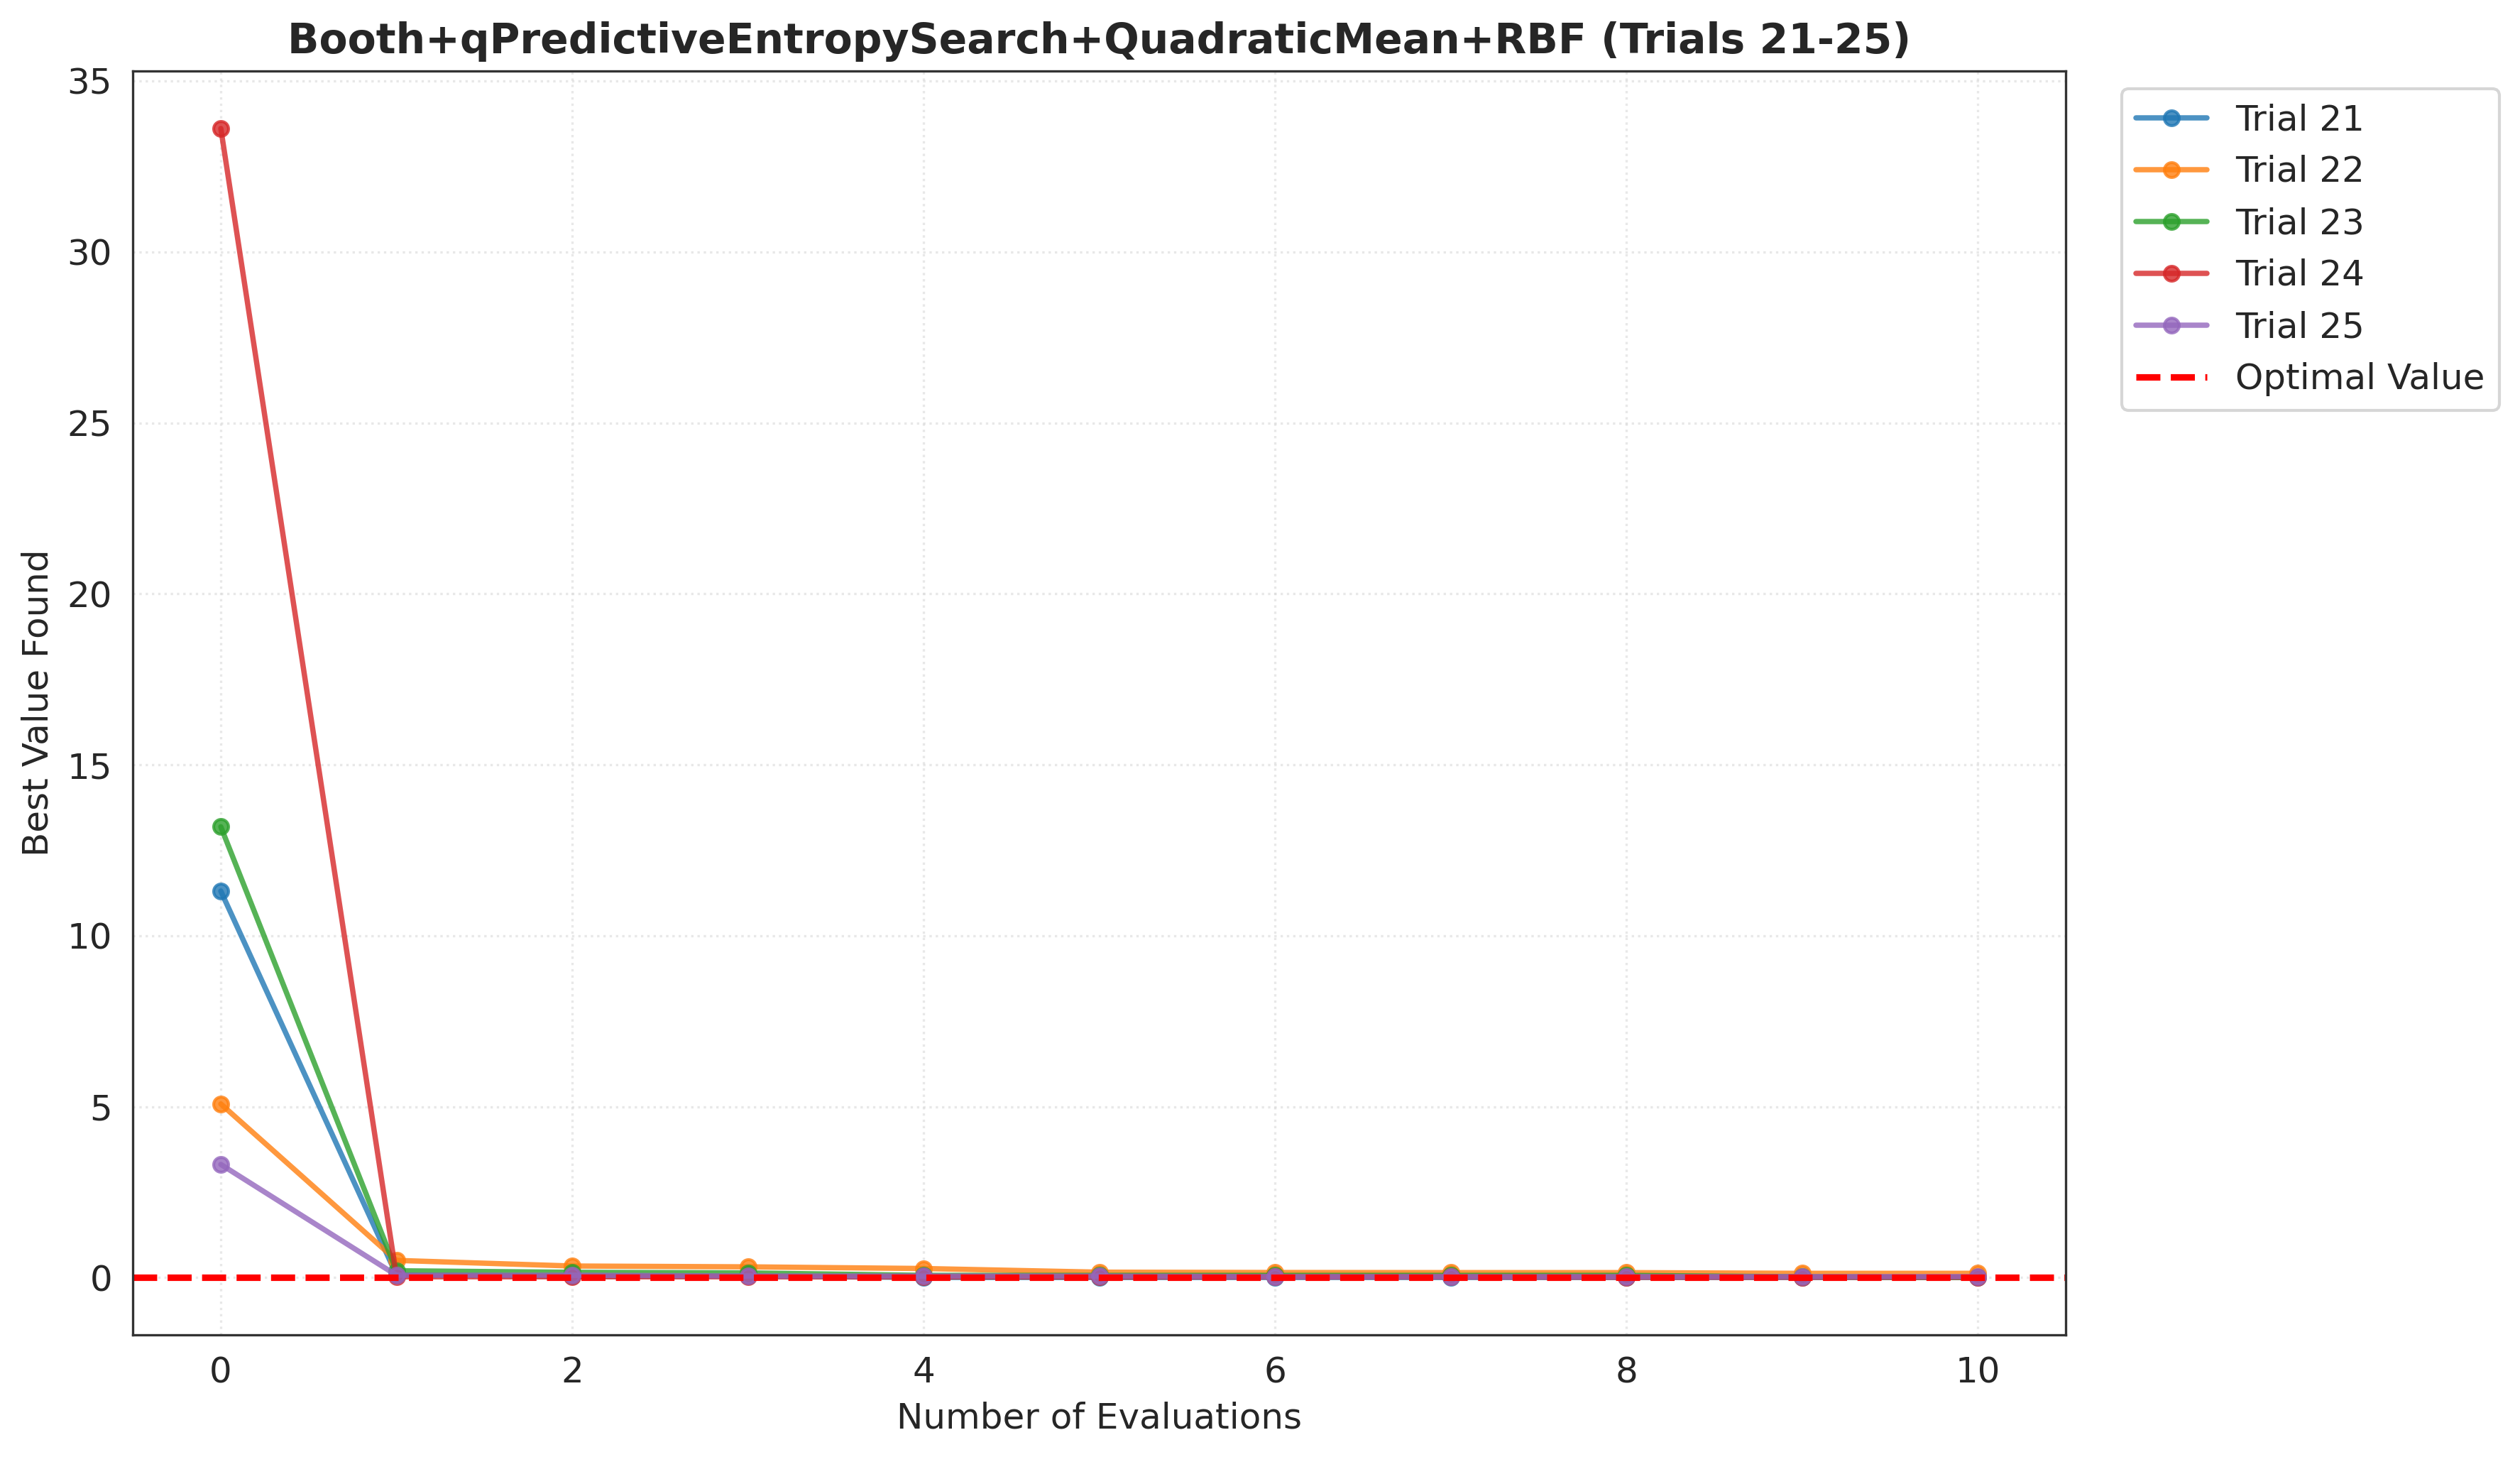 Booth+qPredictiveEntropySearch+QuadraticMean+RBF (Trials 21-25)
35
30
25
20
15
10
5
0
Best Value Found
0 2 4 6 8 10
Number of Evaluations
Trial 21
Trial 22
Trial 23
Trial 24
Trial 25
Optimal Value